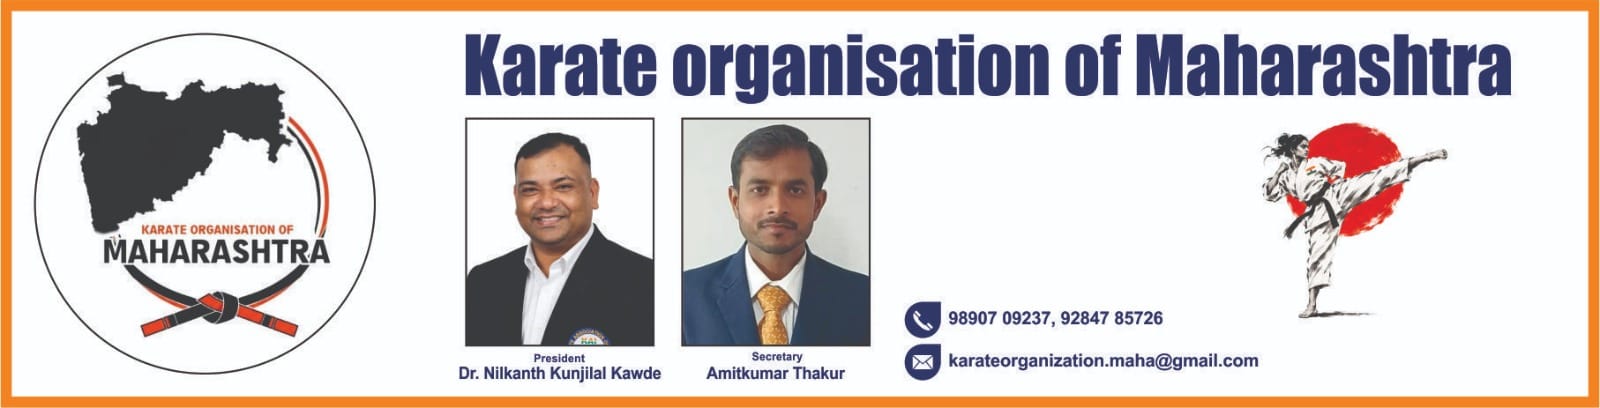 Karate organisation of Maharashtra
KARATE ORGANISATION OF
MAHARASHTRA
President
Dr. Nilkanth Kunjilal Kawde
Secretary
Amitkumar Thakur
98907 09237, 92847 85726
karateorganization.maha@gmail.com